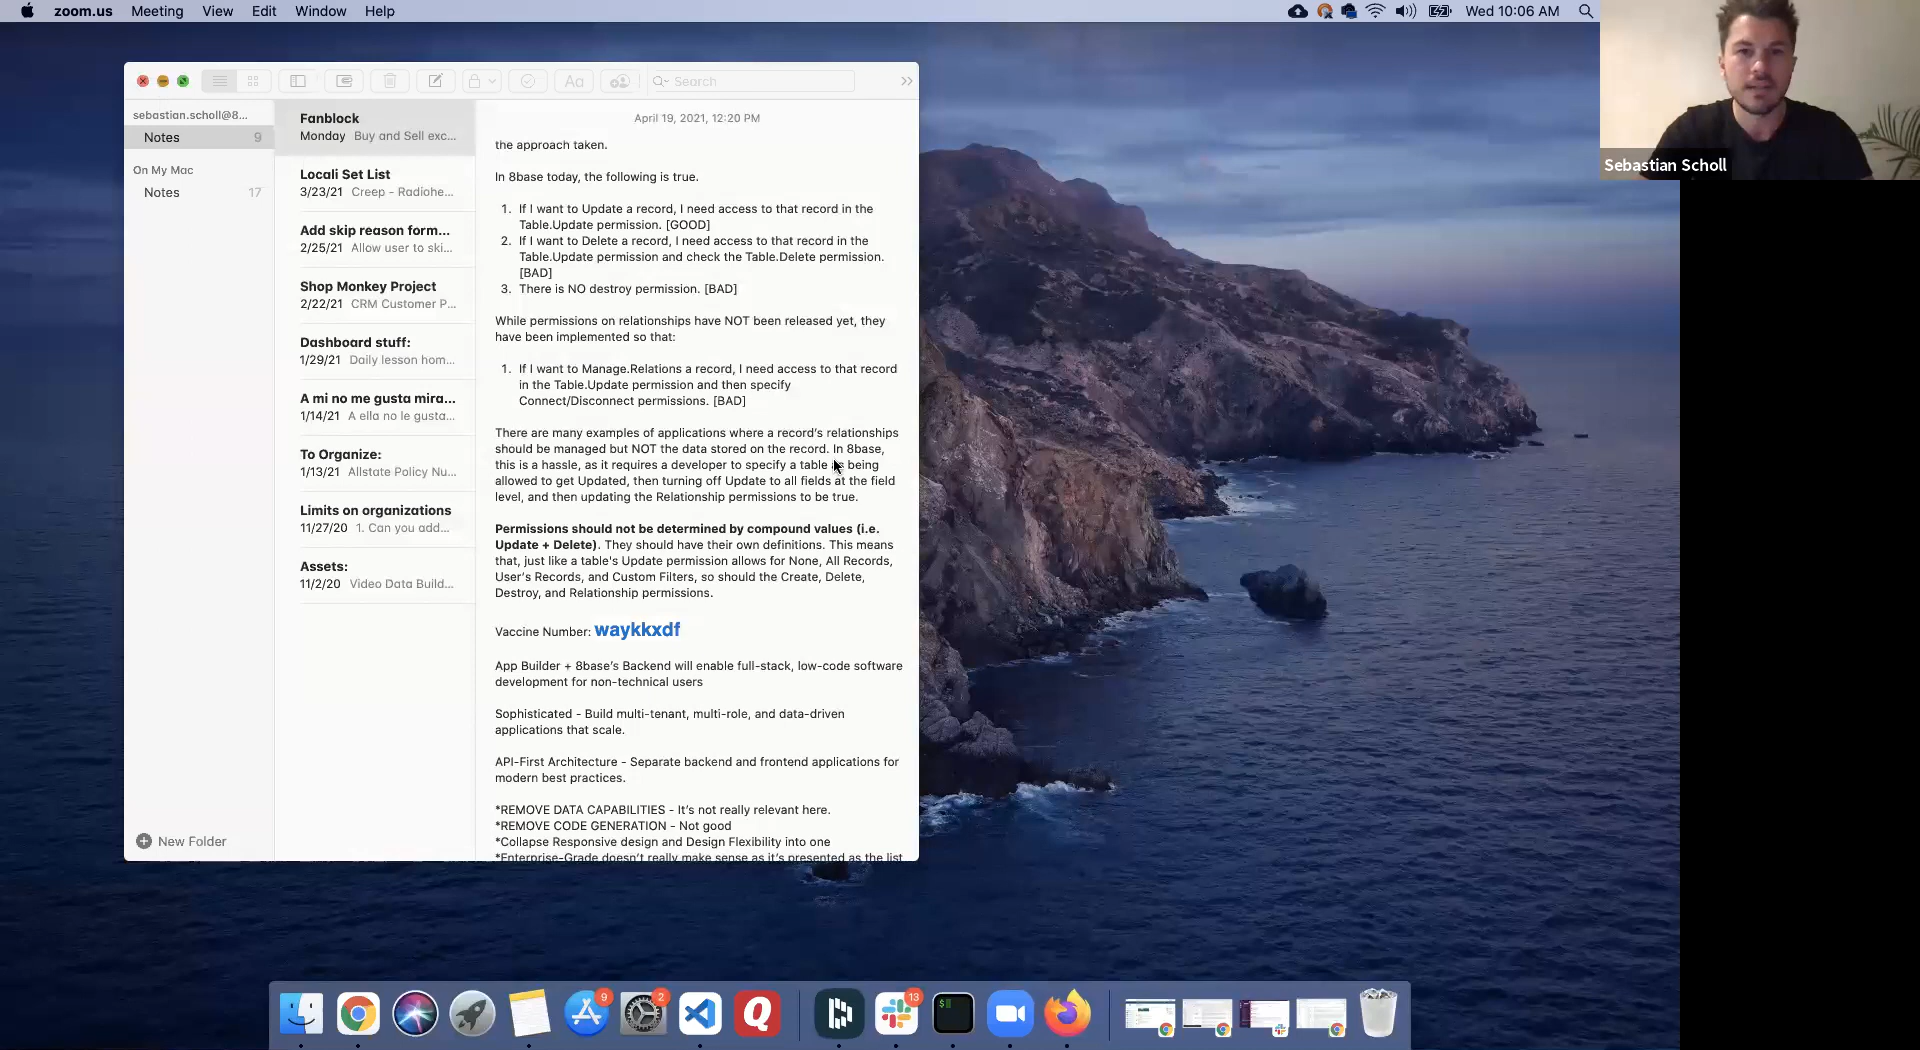 zoom.us Meeting View Edit Window Help
Wed 10:06 AM
Sebastian Scholl
Aa
Search
sebastian.scholl@8...
Notes 9
On My Mac
Notes 17
New Folder
Fanblock
Monday Buy and Sell exc...
Locali Set List
3/23/21 Creep - Radiohe...
Add skip reason form...
2/25/21 Allow user to ski...
Shop Monkey Project
2/22/21 CRM Customer P...
Dashboard stuff:
1/29/21 Daily lesson hom...
A mi no me gusta mira...
1/14/21 A ella no le gusta...
To Organize:
1/13/21 Allstate Policy Nu...
Limits on organizations
11/27/20 1. Can you add...
Assets:
11/2/20 Video Data Build...
April 19, 2021, 12:20 PM
the approach taken.
In 8base today, the following is true.
1. If I want to Update a record, I need access to that record in the
Table.Update permission. [GOOD]
2. If I want to Delete a record, I need access to that record in the
Table.Update permission and check the Table.Delete permission.
[BAD]
3. There is NO destroy permission. [BAD]
While permissions on relationships have NOT been released yet, they
have been implemented so that:
1. If I want to Manage.Relations a record, I need access to that record
in the Table.Update permission and then specify
Connect/Disconnect permissions. [BAD]
There are many examples of applications where a record's relationships
should be managed but NOT the data stored on the record. In 8base,
this is a hassle, as it requires a developer to specify a table as being
allowed to get Updated, then turning off Update to all fields at the field
level, and then updating the Relationship permissions to be true.
Permissions should not be determined by compound values (i.e.
Update + Delete). They should have their own definitions. This means
that, just like a table's Update permission allows for None, All Records,
User's Records, and Custom Filters, so should the Create, Delete,
Destroy, and Relationship permissions.
Vaccine Number: waykkxdf
App Builder + 8base's Backend will enable full-stack, low-code software
development for non-technical users
Sophisticated - Build multi-tenant, multi-role, and data-driven
applications that scale.
API-First Architecture - Separate backend and frontend applications for
modern best practices.
*REMOVE DATA CAPABILITIES - It's not really relevant here.
*REMOVE CODE GENERATION - Not good
*Collapse Responsive design and Design Flexibility into one
*Enterprise-Grade doesn't really make sense as it's presented as the list
9
2
13